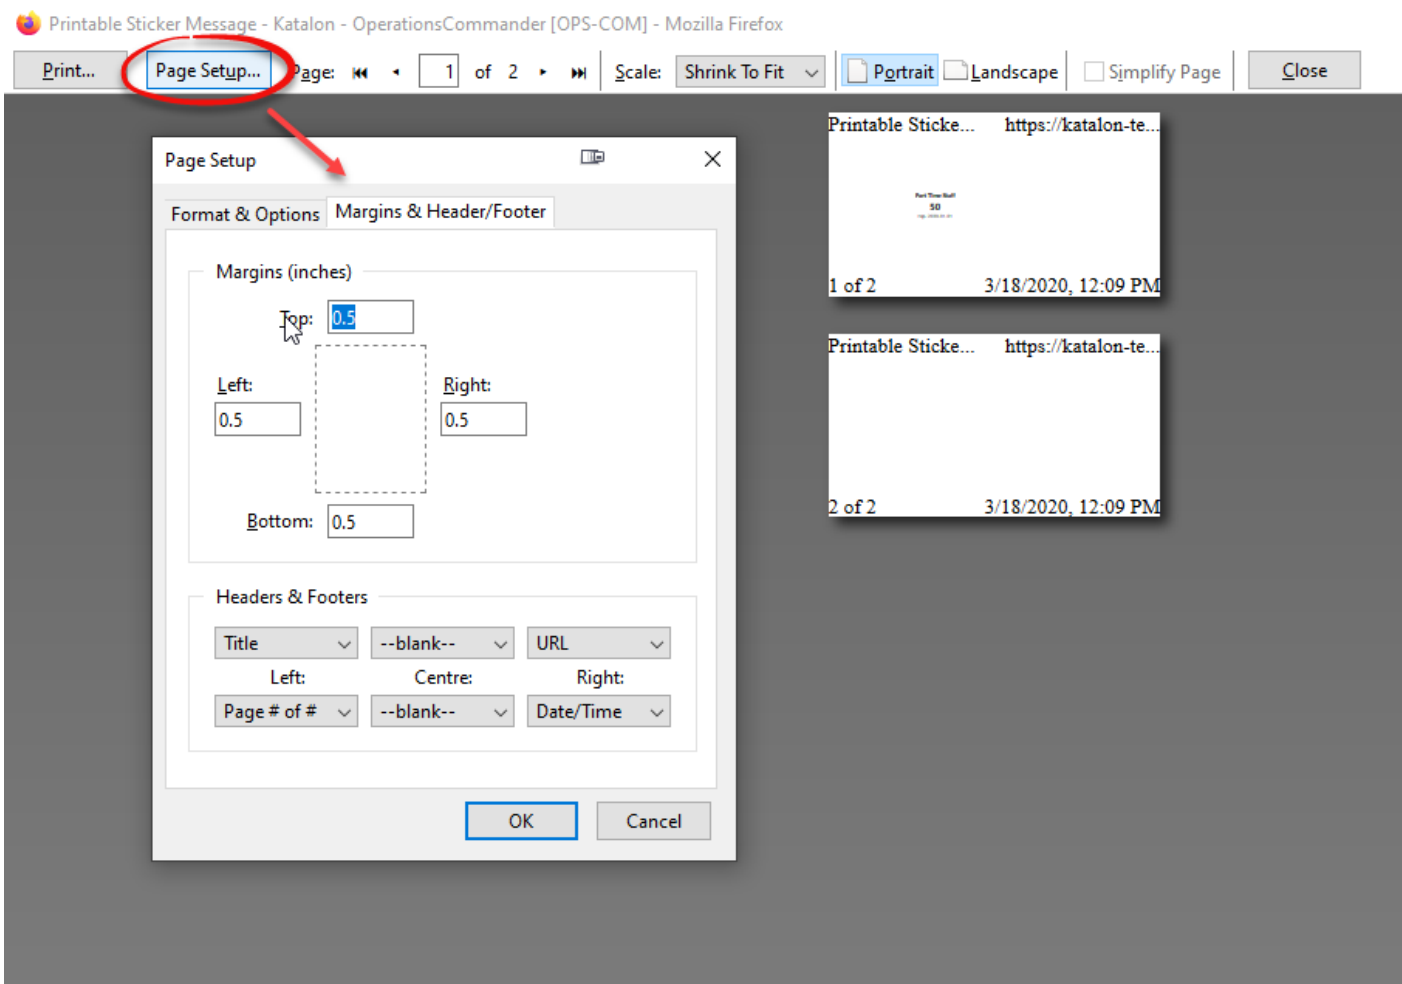 Printable Sticker Message - Katalon - OperationsCommander [OPS-COM] - Mozilla Firefox
Print... Page Setup... Page: 1 of 2 Scale: Shrink To Fit Portrait Landscape Simplify Page Close
Page Setup
Format & Options Margins & Header/Footer
Margins (inches)
Top: 0.5
Left: Right:
0.5 0.5
Bottom: 0.5
Headers & Footers
Title --blank-- URL
Left: Centre: Right:
Page # of # --blank-- Date/Time
OK Cancel
Printable Sticke... https://katalon-te...
Part Time Staff
50
1 of 2 3/18/2020, 12:09 PM
Printable Sticke... https://katalon-te...
2 of 2 3/18/2020, 12:09 PM